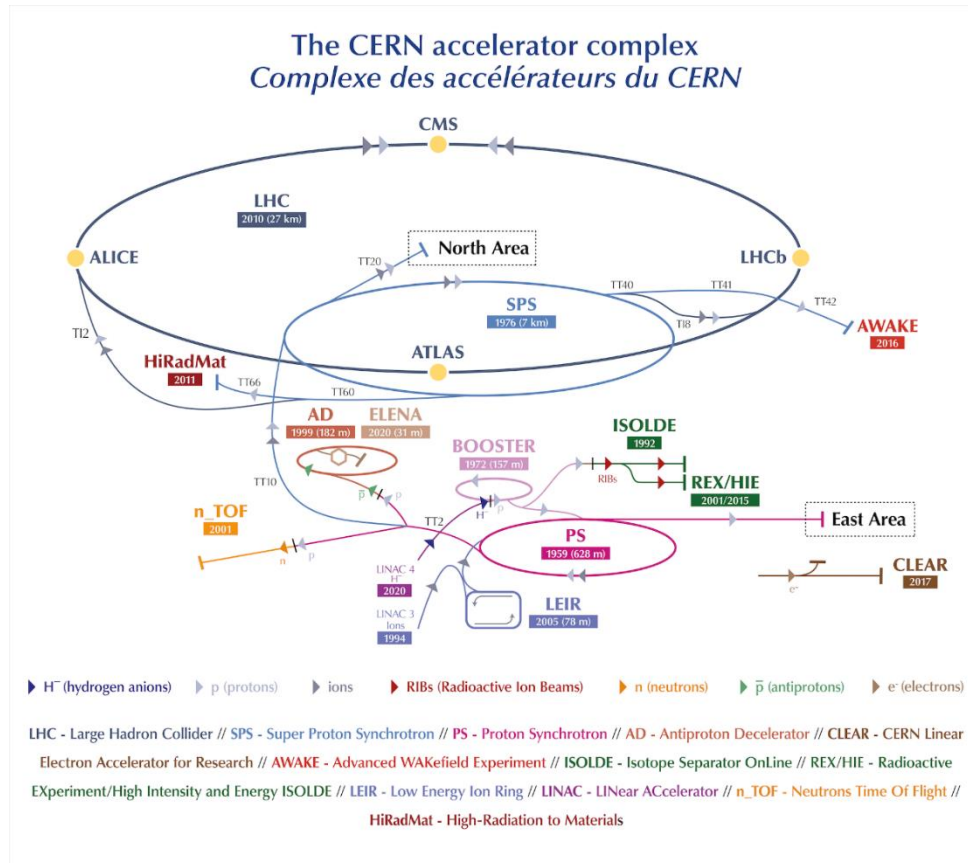 The CERN accelerator complex
Complexe des accélérateurs du CERN
CMS
LHC
2010 (27 km)
ALICE
TT20
North Area
LHCb
TT40
TT41
TT42
SPS
1976 (7 km)
TI8
TI2
AWAKE
2016
ATLAS
HiRadMat
2011
TT66
TT60
AD
1999 (182 m)
ELENA
2020 (31 m)
BOOSTER
1972 (157 m)
ISOLDE
1992
RIBs
REX/HIE
2001/2015
TT10
p̅
p
p
H⁻
TT2
n_TOF
2001
n
p
East Area
PS
1959 (628 m)
LINAC 4
H⁻
2020
CLEAR
2017
e⁻
LINAC 3
Ions
1994
LEIR
2005 (78 m)
H⁻ (hydrogen anions)
p (protons)
ions
RIBs (Radioactive Ion Beams)
n (neutrons)
p̅ (antiprotons)
e⁻ (electrons)
LHC - Large Hadron Collider // SPS - Super Proton Synchrotron // PS - Proton Synchrotron // AD - Antiproton Decelerator // CLEAR - CERN Linear
Electron Accelerator for Research // AWAKE - Advanced WAKefield Experiment // ISOLDE - Isotope Separator OnLine // REX/HIE - Radioactive
EXperiment/High Intensity and Energy ISOLDE // LEIR - Low Energy Ion Ring // LINAC - LINear ACcelerator // n_TOF - Neutrons Time Of Flight //
HiRadMat - High-Radiation to Materials